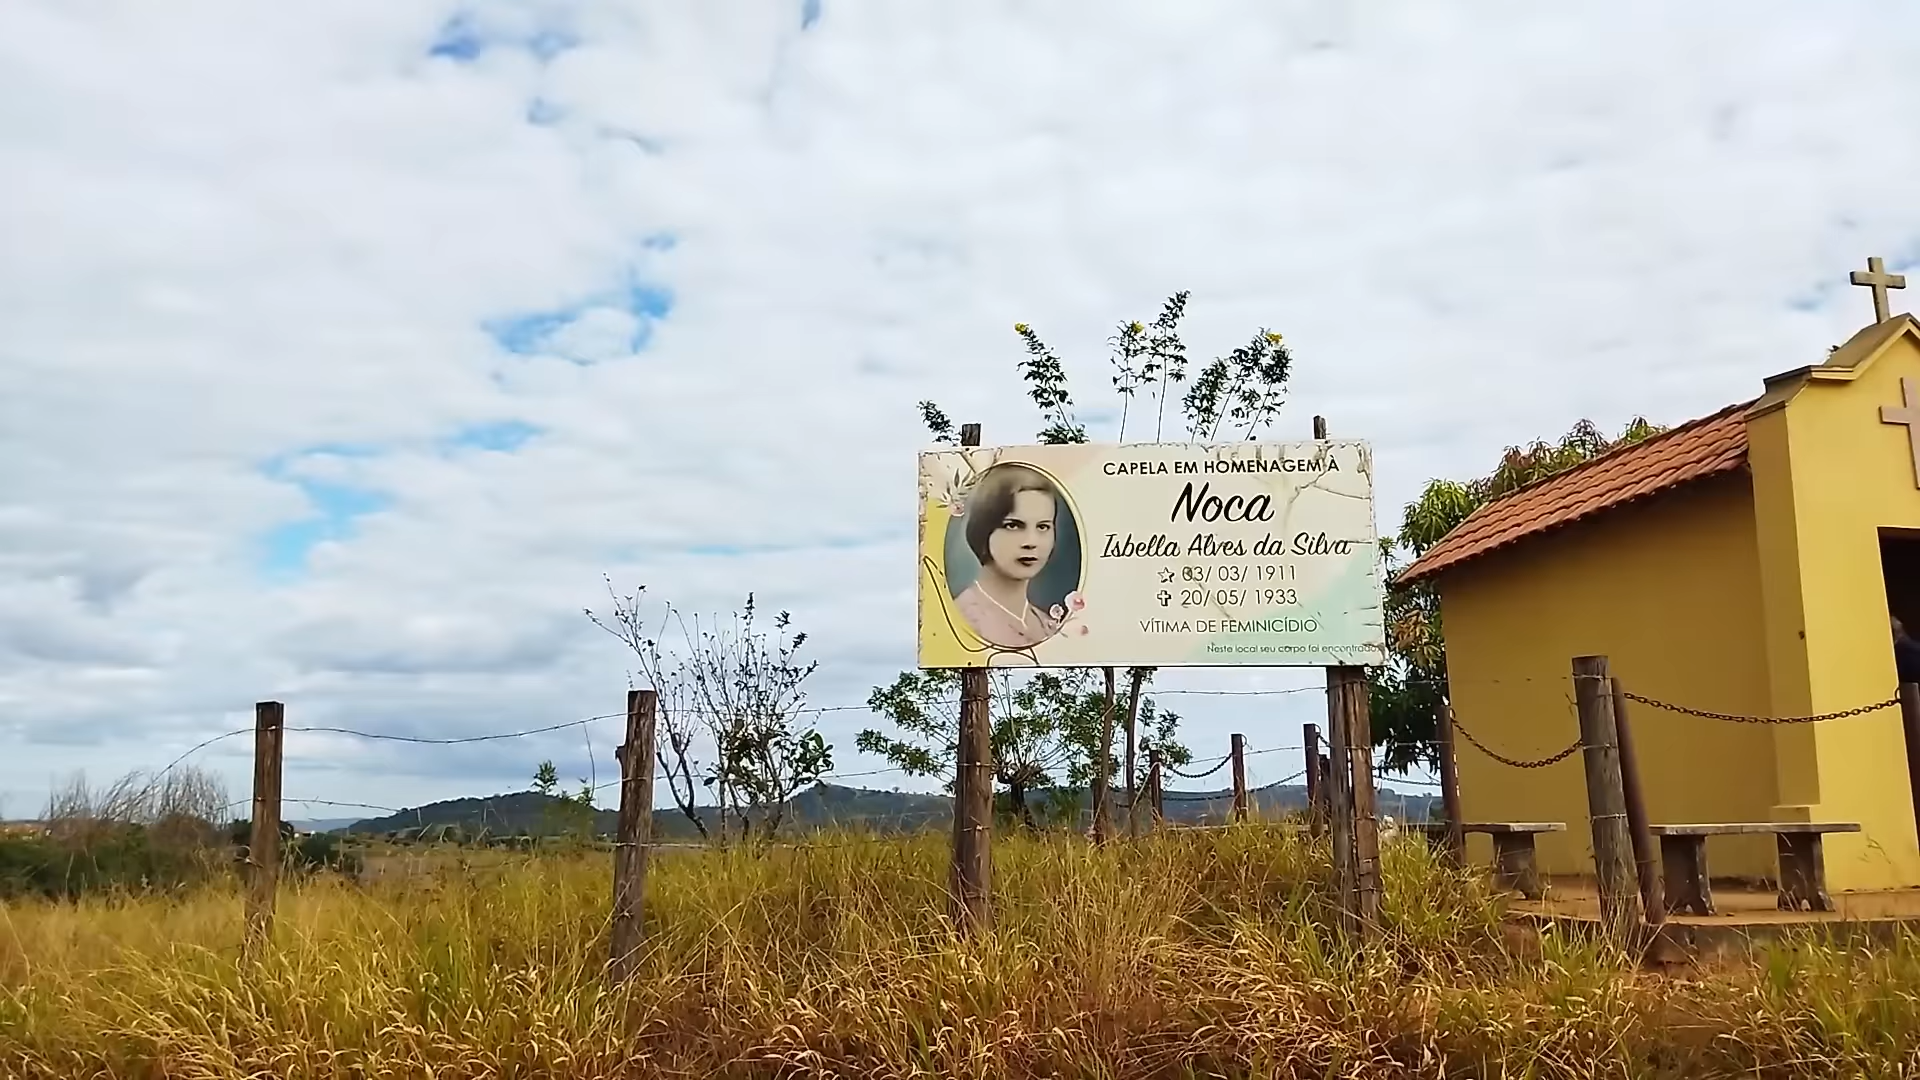 CAPELA EM HOMENAGEM À
Noca
Isbella Alves da Silva
03/ 03/ 1911
20/ 05/ 1933
VÍTIMA DE FEMINICÍDIO
Neste local seu corpo foi encontrado